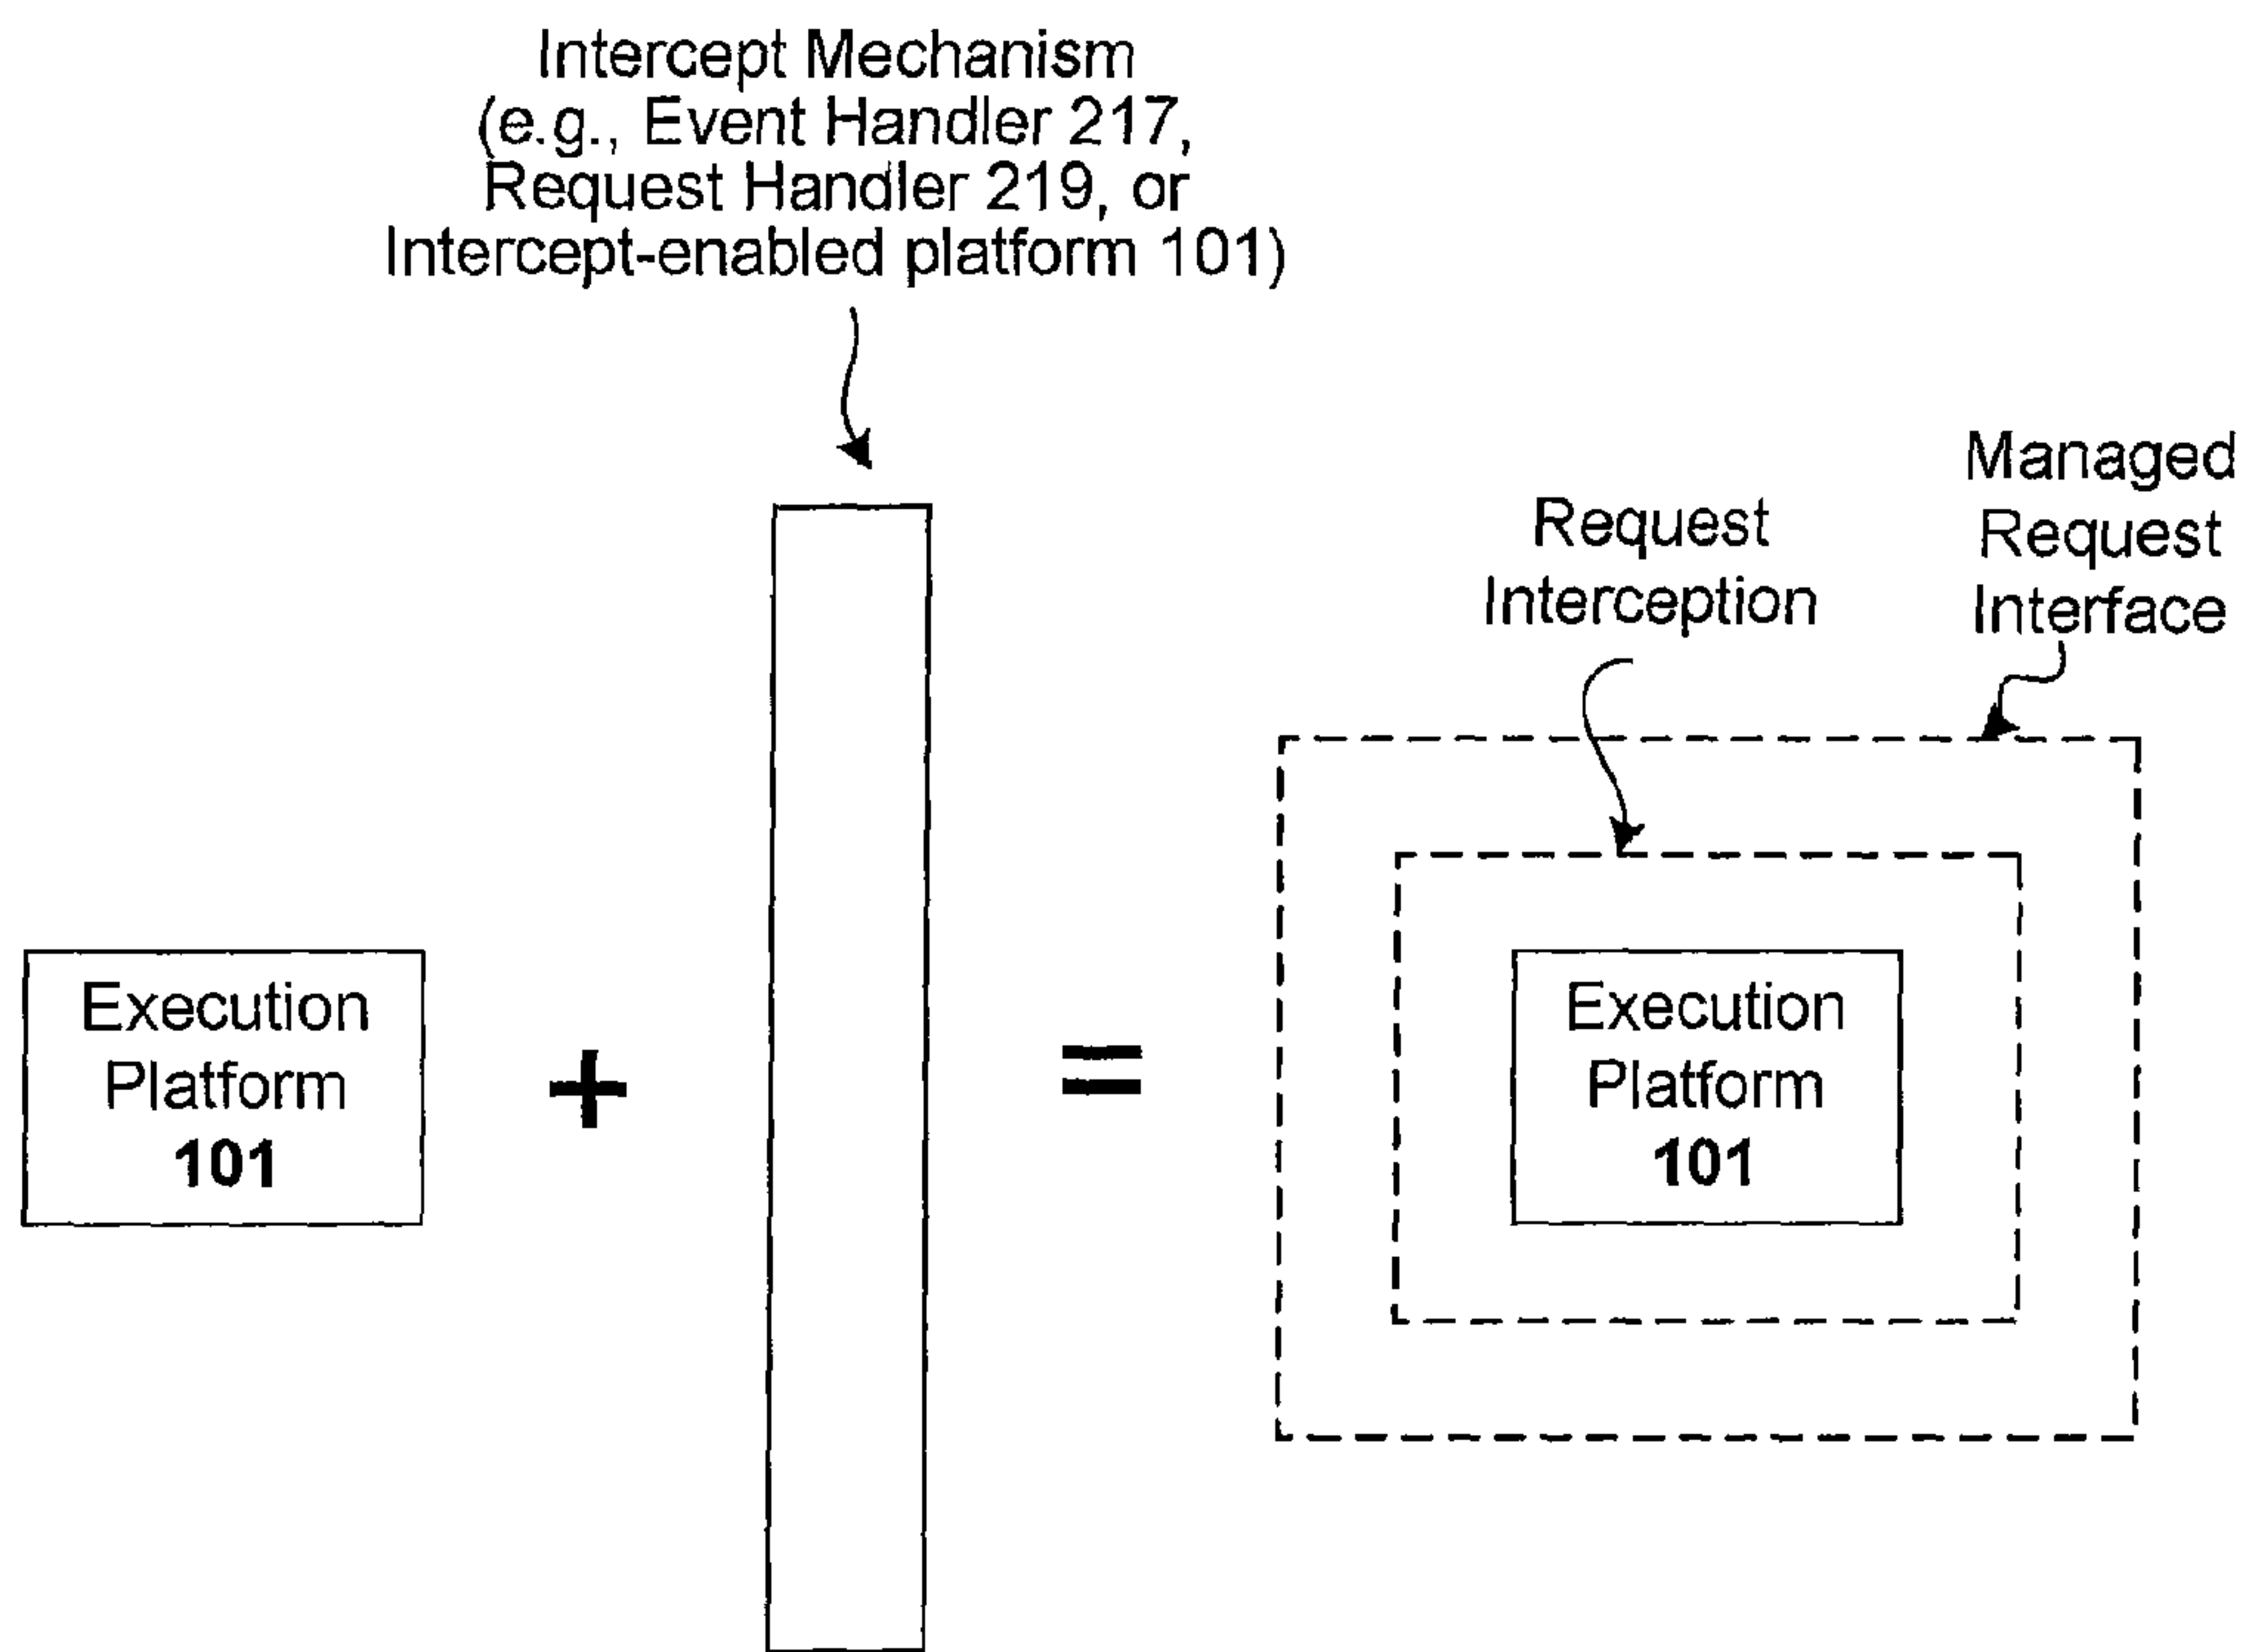 Intercept Mechanism
(e.g., Event Handler 217,
Request Handler 219, or
Intercept-enabled platform 101)
Managed
Request
Interface
Request
Interception
Execution
Platform
101
+
=
Execution
Platform
101